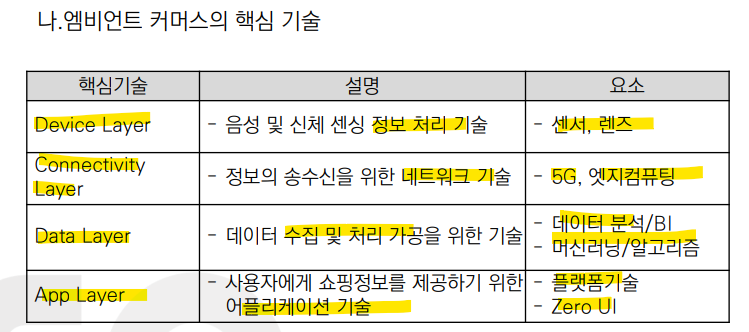 나.엠비언트 커머스의 핵심 기술
핵심기술 설명 요소
Device Layer - 음성 및 신체 센싱 정보 처리 기술 - 센서, 렌즈
Connectivity
Layer - 정보의 송수신을 위한 네트워크 기술 - 5G, 엣지컴퓨팅
Data Layer - 데이터 수집 및 처리 가공을 위한 기술 - 데이터 분석/BI
- 머신러닝/알고리즘
App Layer - 사용자에게 쇼핑정보를 제공하기 위한
어플리케이션 기술 - 플랫폼기술
- Zero UI